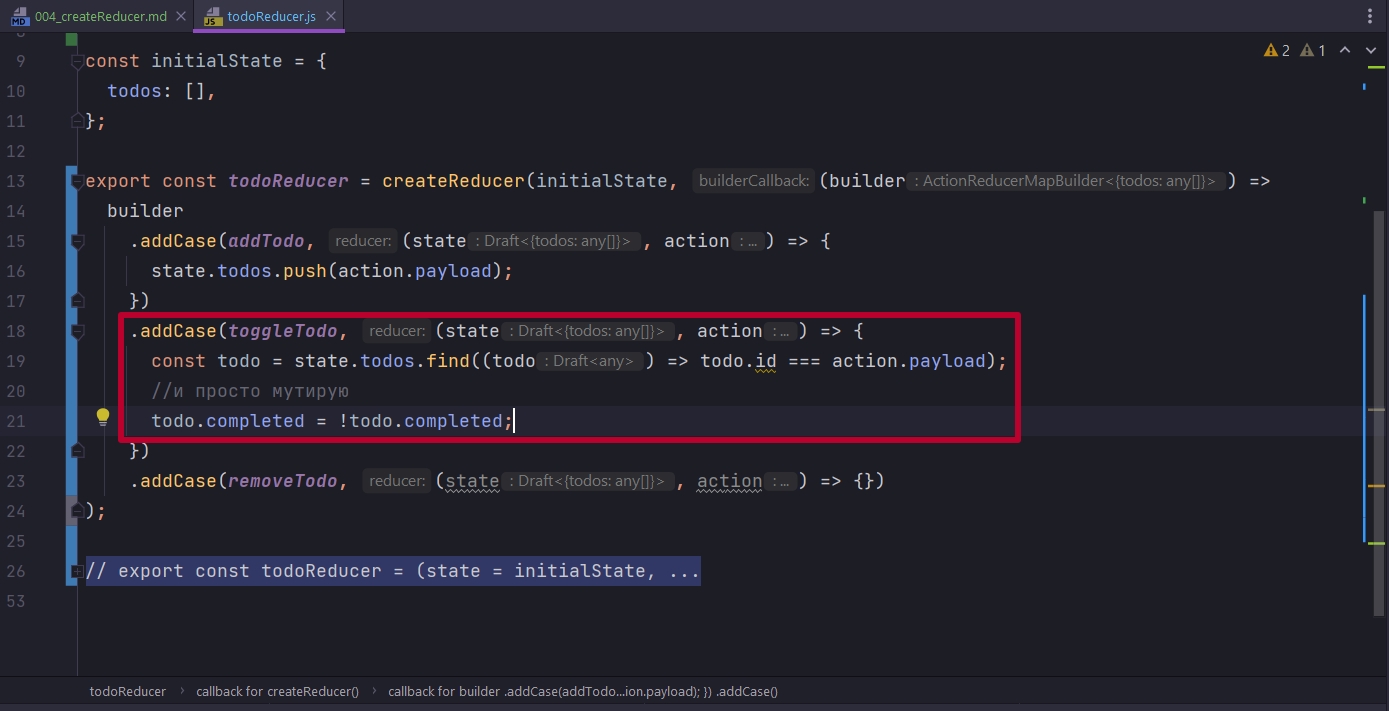 MD 004_createReducer.md JS todoReducer.js
2 1
9 const initialState = {
10 todos: [],
11 };
12
13 export const todoReducer = createReducer(initialState, builderCallback: (builder : ActionReducerMapBuilder<{todos: any[]}> ) =>
14 builder
15 .addCase(addTodo, reducer: (state : Draft<{todos: any[]}> , action : ... ) => {
16 state.todos.push(action.payload);
17 })
18 .addCase(toggleTodo, reducer: (state : Draft<{todos: any[]}> , action : ... ) => {
19 const todo = state.todos.find((todo : Draft<any> ) => todo.id === action.payload);
20 //и просто мутирую
21 todo.completed = !todo.completed;
22 })
23 .addCase(removeTodo, reducer: (state : Draft<{todos: any[]}> , action : ... ) => {})
24 );
25
26 // export const todoReducer = (state = initialState, ...
53
todoReducer › callback for createReducer() › callback for builder .addCase(addTodo...ion.payload); }) .addCase()